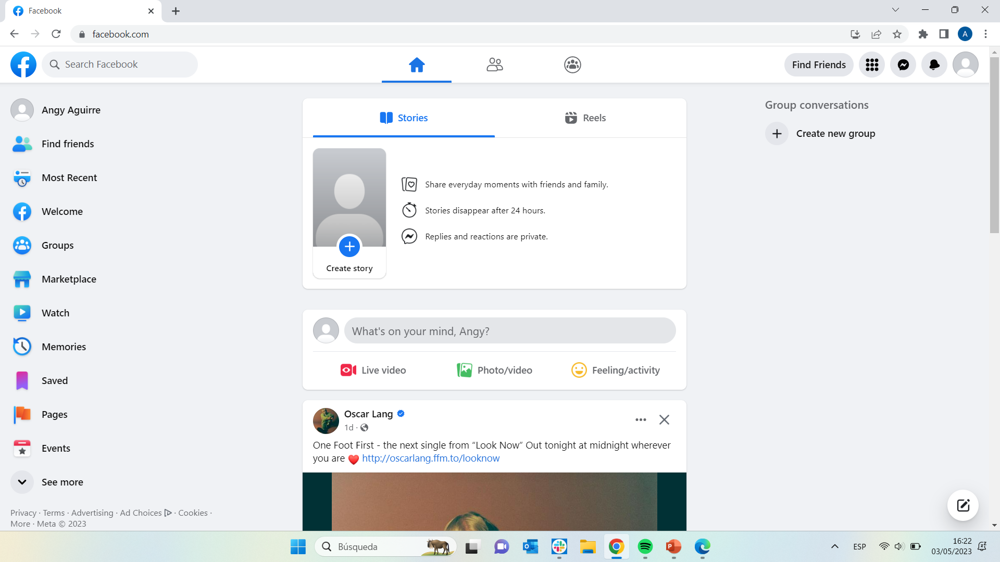 Facebook
facebook.com
A
Search Facebook
Find Friends
Angy Aguirre
Find friends
Most Recent
Welcome
Groups
Marketplace
Watch
Memories
Saved
Pages
Events
See more
Privacy · Terms · Advertising · Ad Choices · Cookies ·
More · Meta © 2023
Stories
Reels
Create story
Share everyday moments with friends and family.
Stories disappear after 24 hours.
Replies and reactions are private.
What's on your mind, Angy?
Live video
Photo/video
Feeling/activity
Oscar Lang
1d ·
One Foot First - the next single from “Look Now” Out tonight at midnight wherever
you are ❤️ http://oscarlang.ffm.to/looknow
Group conversations
Create new group
Búsqueda
ESP
16:22
03/05/2023